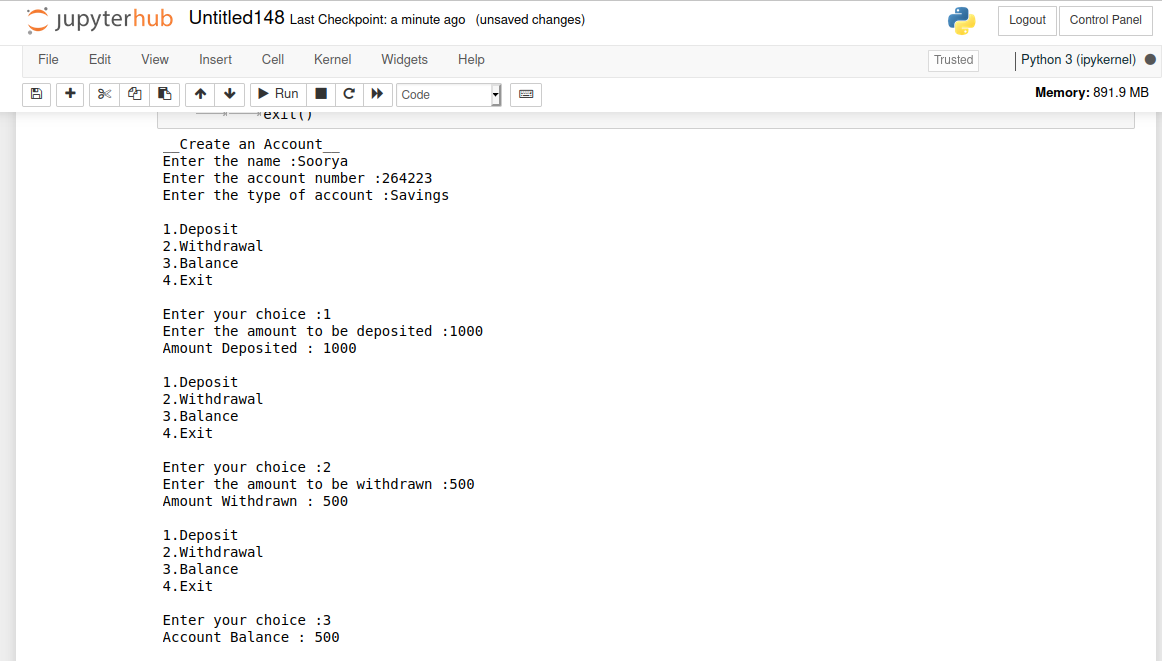 jupyterhub Untitled148 Last Checkpoint: a minute ago (unsaved changes) Logout Control Panel
File Edit View Insert Cell Kernel Widgets Help Trusted Python 3 (ipykernel)
Run Code Memory: 891.9 MB
exit()
__Create an Account__
Enter the name :Soorya
Enter the account number :264223
Enter the type of account :Savings
1.Deposit
2.Withdrawal
3.Balance
4.Exit
Enter your choice :1
Enter the amount to be deposited :1000
Amount Deposited : 1000
1.Deposit
2.Withdrawal
3.Balance
4.Exit
Enter your choice :2
Enter the amount to be withdrawn :500
Amount Withdrawn : 500
1.Deposit
2.Withdrawal
3.Balance
4.Exit
Enter your choice :3
Account Balance : 500